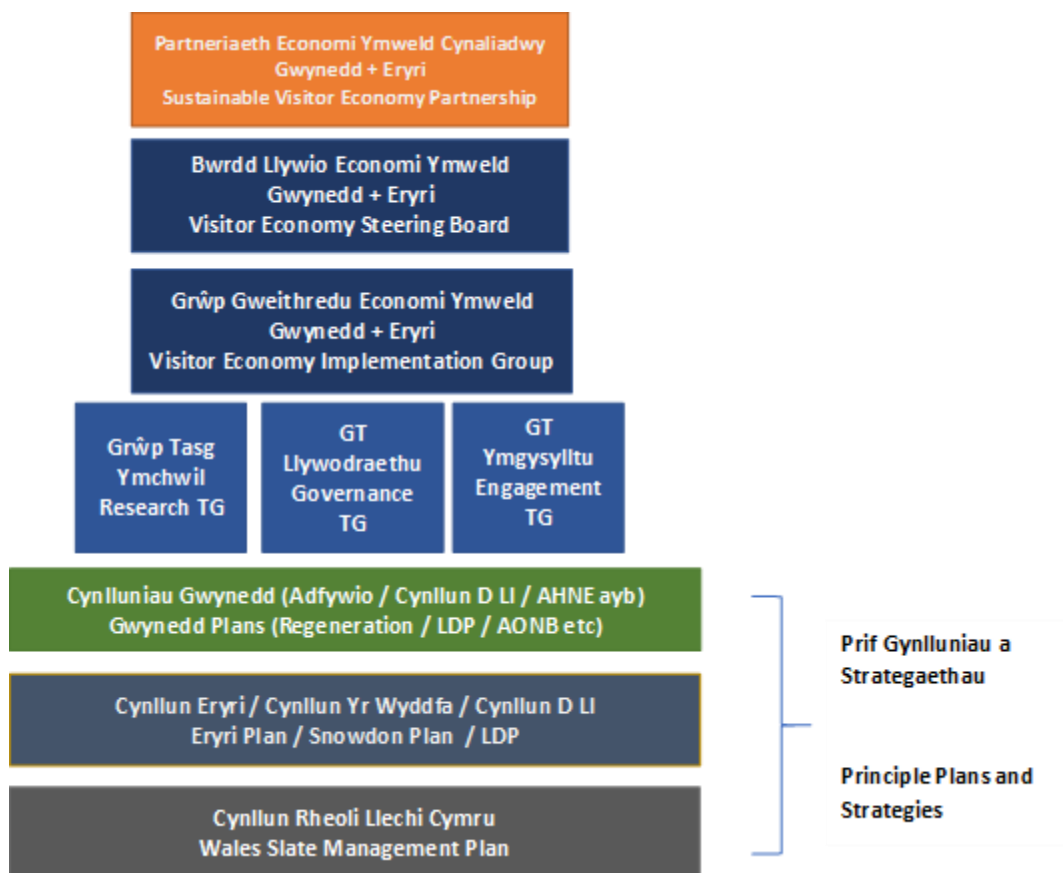 Partneriaeth Economi Ymweld Cynaliadwy
Gwynedd + Eryri
Sustainable Visitor Economy Partnership
Bwrdd Llywio Economi Ymweld
Gwynedd + Eryri
Visitor Economy Steering Board
Grŵp Gweithredu Economi Ymweld
Gwynedd + Eryri
Visitor Economy Implementation Group
Grŵp Tasg
Ymchwil
Research TG
GT
Llywodraethu
Governance
TG
GT
Ymgysylltu
Engagement
TG
Cynlluniau Gwynedd (Adfywio / Cynllun D LI / AHNE ayb)
Gwynedd Plans (Regeneration / LDP / AONB etc)
Cynllun Eryri / Cynllun Yr Wyddfa / Cynllun D LI
Eryri Plan / Snowdon Plan / LDP
Cynllun Rheoli Llechi Cymru
Wales Slate Management Plan
Prif Gynlluniau a
Strategaethau
Principle Plans and
Strategies